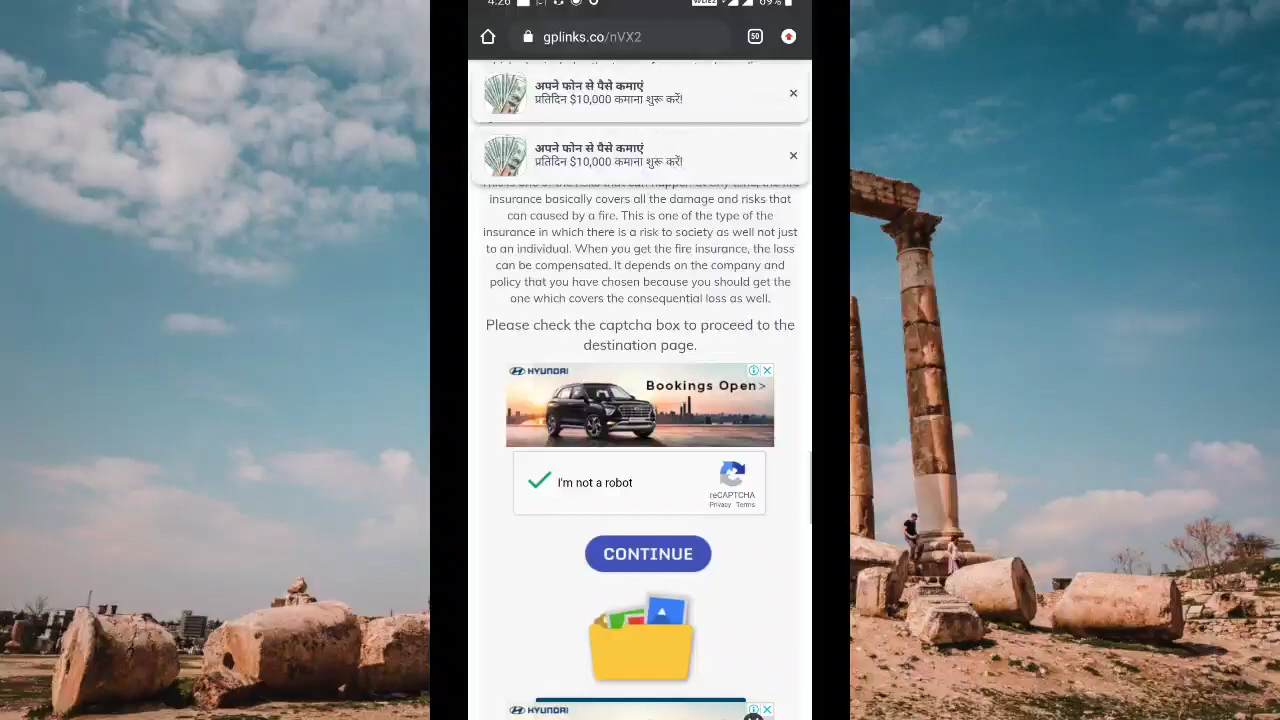 4:26
69%
gplinks.co/nVX2
50
अपने फोन से पैसे कमाएं
प्रतिदिन $10,000 कमाना शुरू करें!
अपने फोन से पैसे कमाएं
प्रतिदिन $10,000 कमाना शुरू करें!
insurance basically covers all the damage and risks that
can caused by a fire. This is one of the type of the
insurance in which there is a risk to society as well not just
to an individual. When you get the fire insurance, the loss
can be compensated. It depends on the company and
policy that you have chosen because you should get the
one which covers the consequential loss as well.
Please check the captcha box to proceed to the
destination page.
HYUNDAI
Bookings Open>
I'm not a robot
reCAPTCHA
Privacy Terms
CONTINUE
HYUNDAI